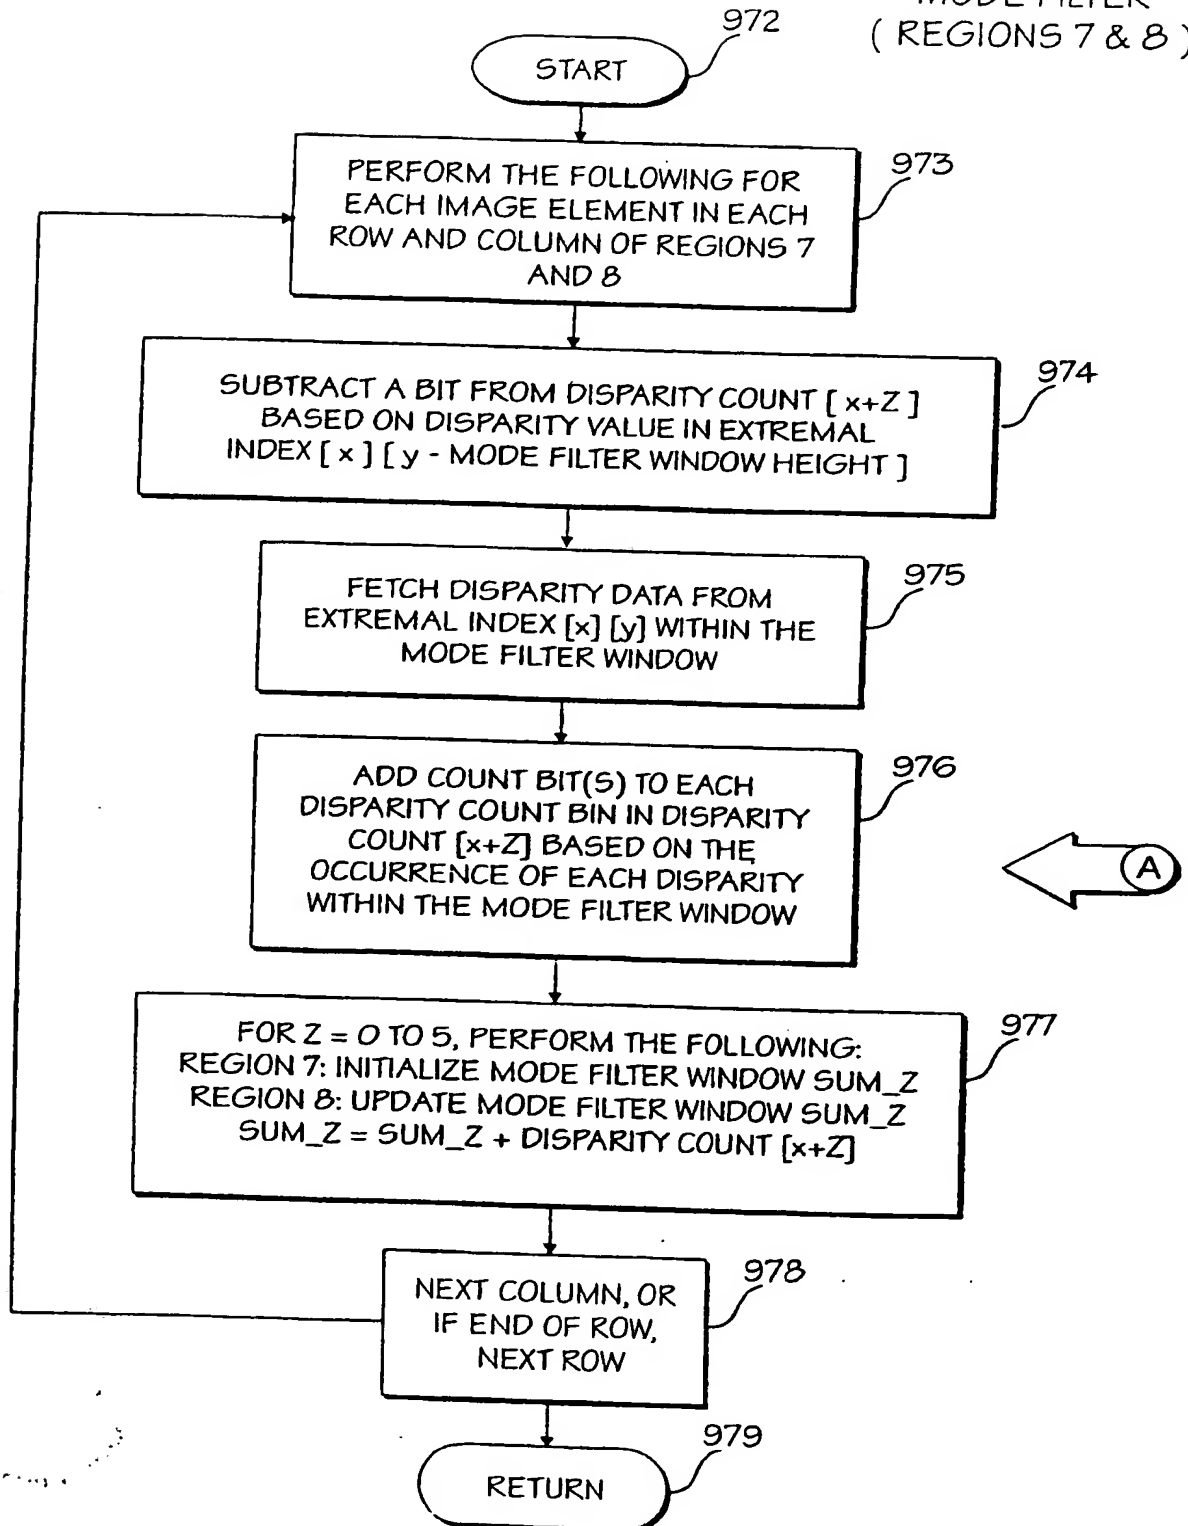 MODE FILTER
( REGIONS 7 & 8 )
972
START
973
PERFORM THE FOLLOWING FOR
EACH IMAGE ELEMENT IN EACH
ROW AND COLUMN OF REGIONS 7
AND 8
974
SUBTRACT A BIT FROM DISPARITY COUNT [ x+Z ]
BASED ON DISPARITY VALUE IN EXTREMAL
INDEX [ x ] [ y - MODE FILTER WINDOW HEIGHT ]
975
FETCH DISPARITY DATA FROM
EXTREMAL INDEX [x] [y] WITHIN THE
MODE FILTER WINDOW
976
ADD COUNT BIT(S) TO EACH
DISPARITY COUNT BIN IN DISPARITY
COUNT [x+Z] BASED ON THE
OCCURRENCE OF EACH DISPARITY
WITHIN THE MODE FILTER WINDOW
A
977
FOR Z = 0 TO 5, PERFORM THE FOLLOWING:
REGION 7: INITIALIZE MODE FILTER WINDOW SUM_Z
REGION 8: UPDATE MODE FILTER WINDOW SUM_Z
SUM_Z = SUM_Z + DISPARITY COUNT [x+Z]
978
NEXT COLUMN, OR
IF END OF ROW,
NEXT ROW
979
RETURN